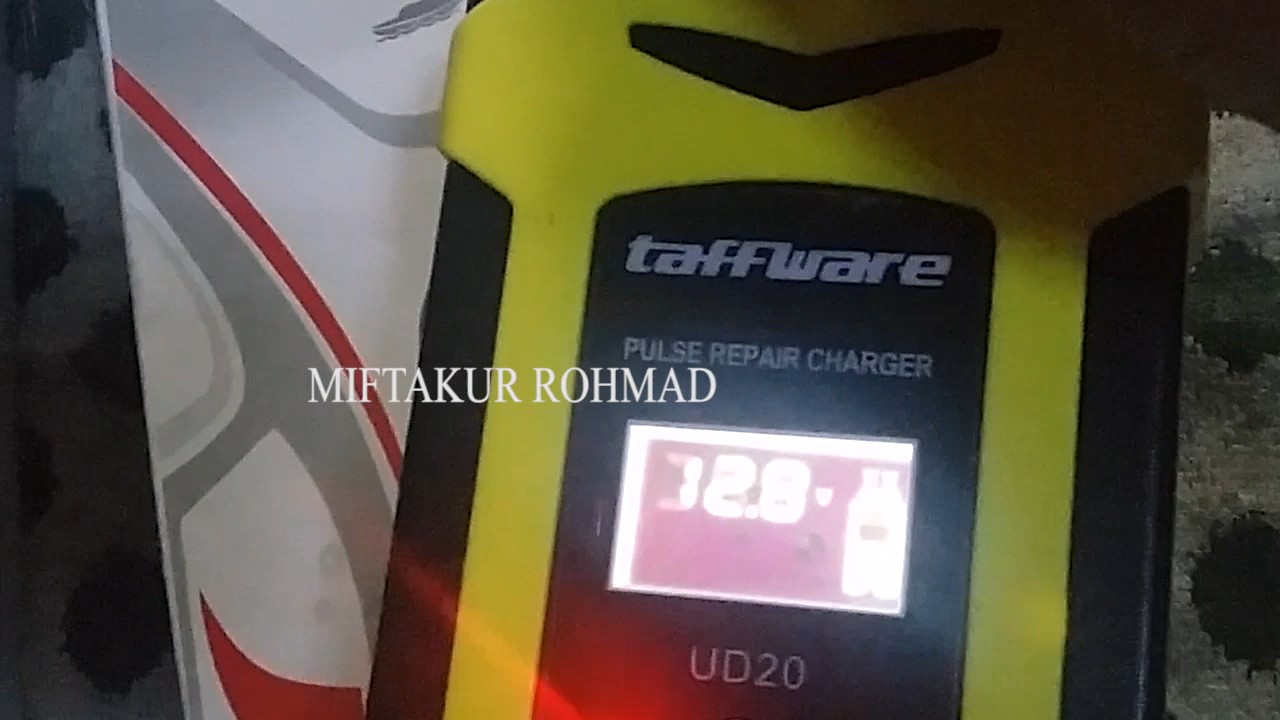 taffware
PULSE REPAIR CHARGER
MIFTAKUR ROHMAD
12.8 V
UD20